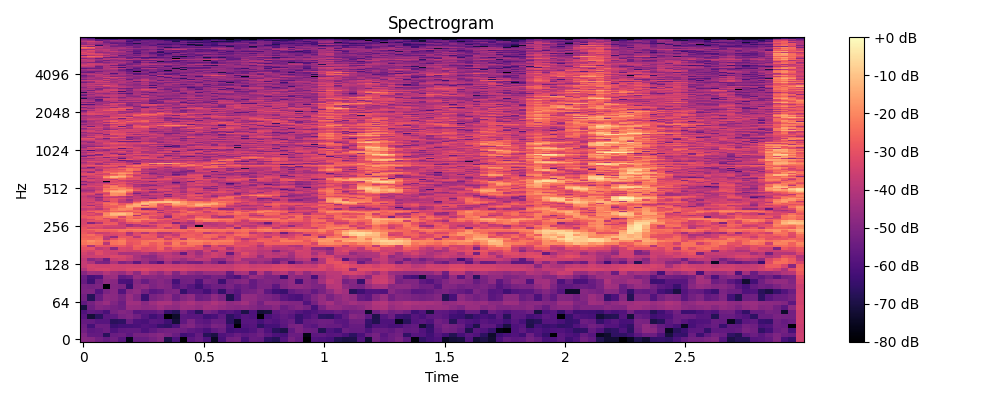 Spectrogram
Hz
4096
2048
1024
512
256
128
64
0
0
0.5
1
1.5
2
2.5
Time
+0 dB
-10 dB
-20 dB
-30 dB
-40 dB
-50 dB
-60 dB
-70 dB
-80 dB